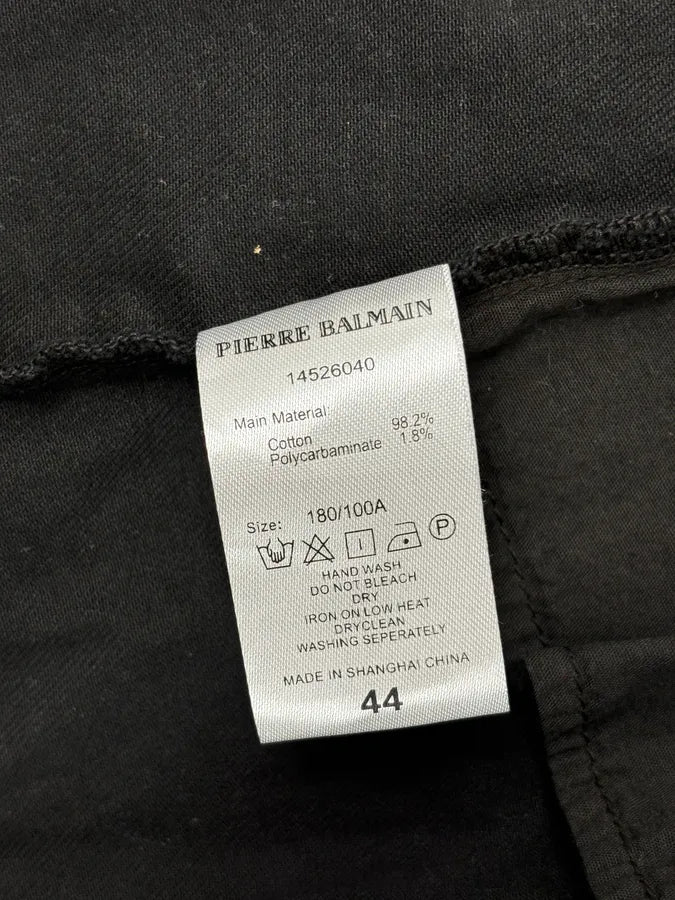 PIERRE BALMAIN
14526040
Main Material:
Cotton 98.2%
Polycarbaminate 1.8%
Size: 180/100A
P
HAND WASH
DO NOT BLEACH
DRY
IRON ON LOW HEAT
DRYCLEAN
WASHING SEPERATELY
MADE IN SHANGHAI CHINA
44